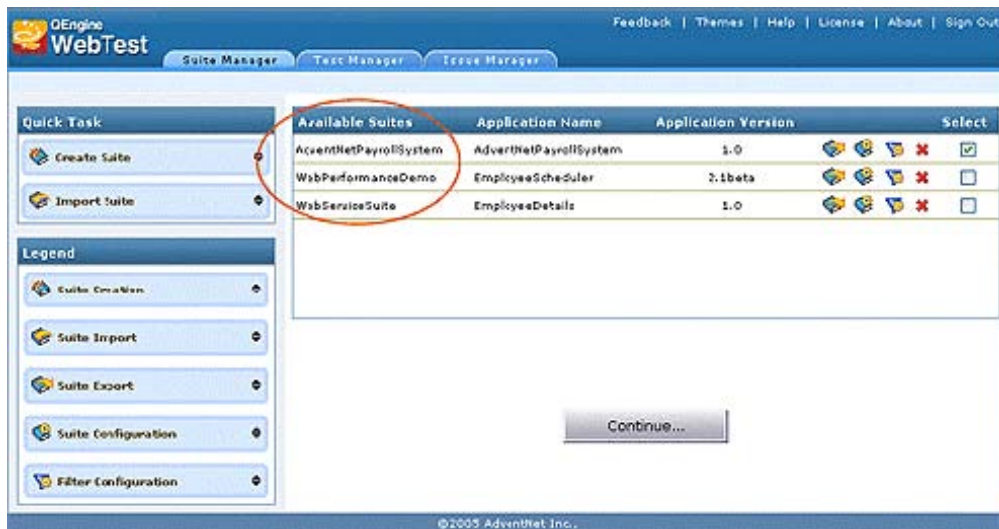 QEngine
WebTest
Feedback | Themes | Help | License | About | Sign Out
Suite Manager
Test Manager
Issue Manager
Quick Task
Create Suite
Import Suite
Available Suites Application Name Application Version Select
AdventNetPayrollSystem AdventNetPayrollSystem 1.0
WebPerformanceDemo EmployeeScheduler 2.1beta
WebServiceSuite EmployeeDetails 1.0
Legend
Suite Creation
Suite Import
Suite Export
Suite Configuration
Filter Configuration
Continue...
©2005 AdventNet Inc.,